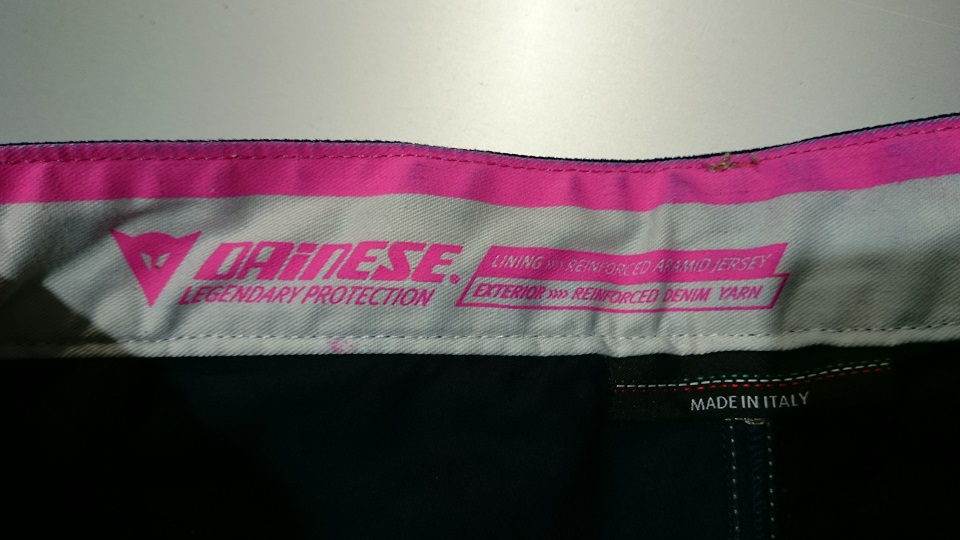 DAINESE.
LEGENDARY PROTECTION
LINING »»» REINFORCED ARAMID JERSEY
EXTERIOR »»» REINFORCED DENIM YARN
MADE IN ITALY